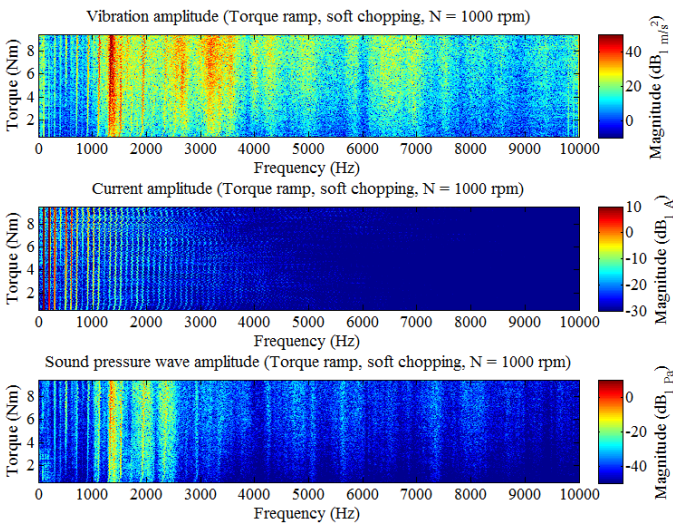 Vibration amplitude (Torque ramp, soft chopping, N = 1000 rpm)
Torque (Nm)
8
6
4
2
0 1000 2000 3000 4000 5000 6000 7000 8000 9000 10000
Frequency (Hz)
40
20
0
Magnitude (dB1 m/s²)
Current amplitude (Torque ramp, soft chopping, N = 1000 rpm)
Torque (Nm)
8
6
4
2
0 1000 2000 3000 4000 5000 6000 7000 8000 9000 10000
Frequency (Hz)
10
0
-10
-20
-30
Magnitude (dB1 A)
Sound pressure wave amplitude (Torque ramp, soft chopping, N = 1000 rpm)
Torque (Nm)
8
6
4
2
0 1000 2000 3000 4000 5000 6000 7000 8000 9000 10000
Frequency (Hz)
0
-20
-40
Magnitude (dB1 Pa)